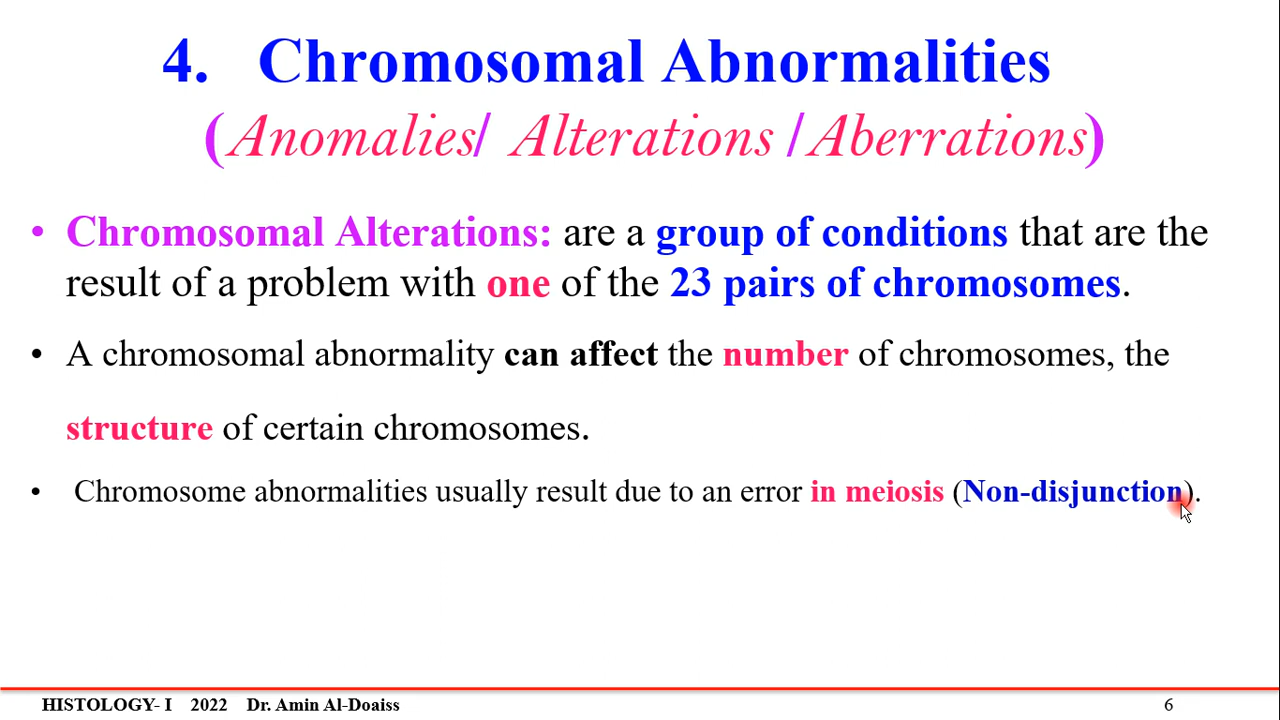 4. Chromosomal Abnormalities
(Anomalies/ Alterations /Aberrations)
• Chromosomal Alterations: are a group of conditions that are the
result of a problem with one of the 23 pairs of chromosomes.
• A chromosomal abnormality can affect the number of chromosomes, the
structure of certain chromosomes.
• Chromosome abnormalities usually result due to an error in meiosis (Non-disjunction).
HISTOLOGY- I 2022 Dr. Amin Al-Doaiss 6